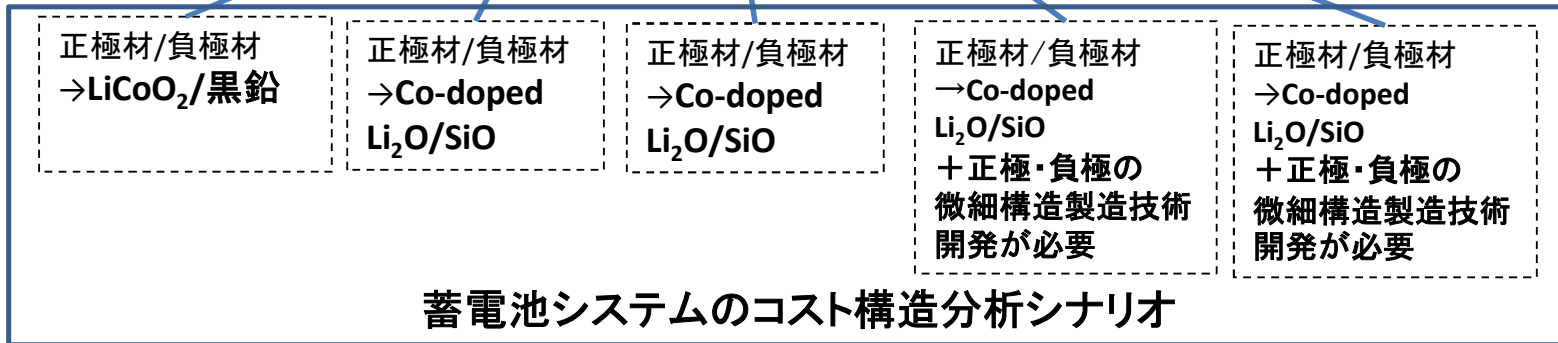 正極材/負極材
→LiCoO₂/黒鉛
正極材/負極材
→Co-doped
Li₂O/SiO
正極材/負極材
→Co-doped
Li₂O/SiO
正極材/負極材
→Co-doped
Li₂O/SiO
＋正極・負極の
微細構造製造技術
開発が必要
正極材/負極材
→Co-doped
Li₂O/SiO
＋正極・負極の
微細構造製造技術
開発が必要
蓄電池システムのコスト構造分析シナリオ